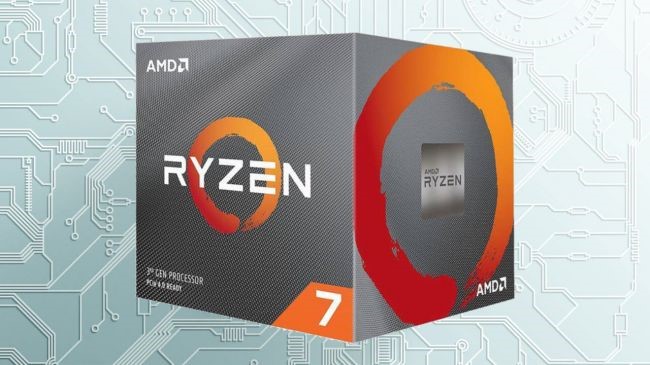 AMD
RYZEN
3rd GEN PROCESSOR
PCIe 4.0 READY
7
AMD
RYZEN
AMD